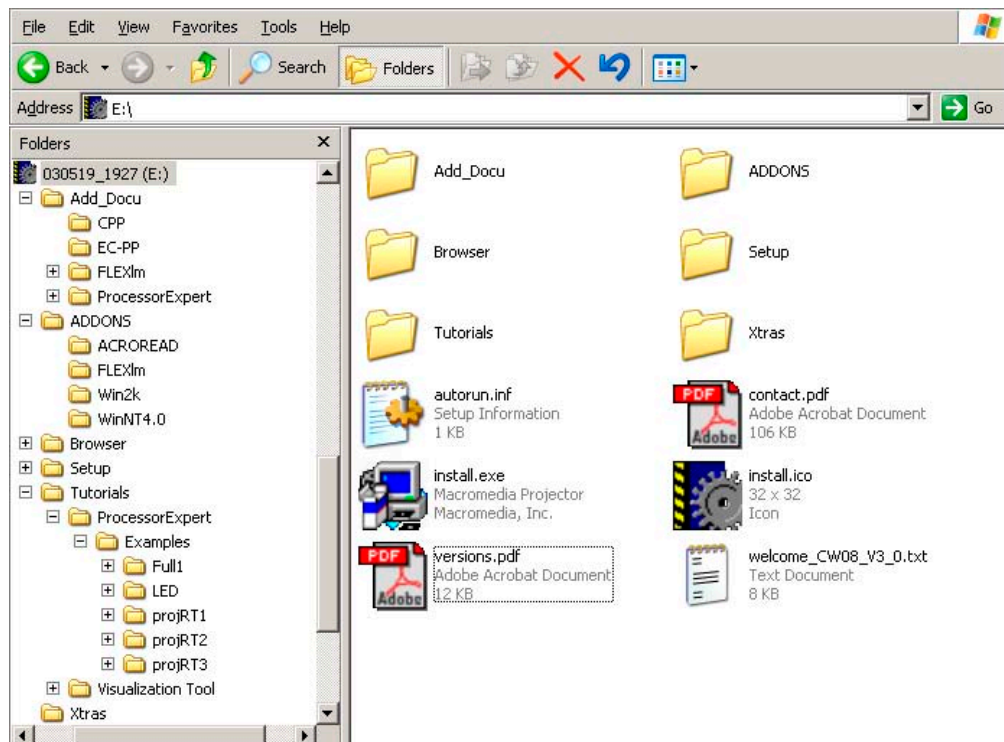 File Edit View Favorites Tools Help
Back Search Folders
Address E:\ Go
Folders
030519_1927 (E:)
Add_Docu
CPP
EC-PP
FLEXlm
ProcessorExpert
ADDONS
ACROREAD
FLEXlm
Win2k
WinNT4.0
Browser
Setup
Tutorials
ProcessorExpert
Examples
Full1
LED
projRT1
projRT2
projRT3
Visualization Tool
Xtras
Add_Docu
ADDONS
Browser
Setup
Tutorials
Xtras
autorun.inf
Setup Information
1 KB
PDF
Adobe
contact.pdf
Adobe Acrobat Document
106 KB
install.exe
Macromedia Projector
Macromedia, Inc.
install.ico
32 x 32
Icon
PDF
Adobe
versions.pdf
Adobe Acrobat Document
12 KB
welcome_CW08_V3_0.txt
Text Document
8 KB